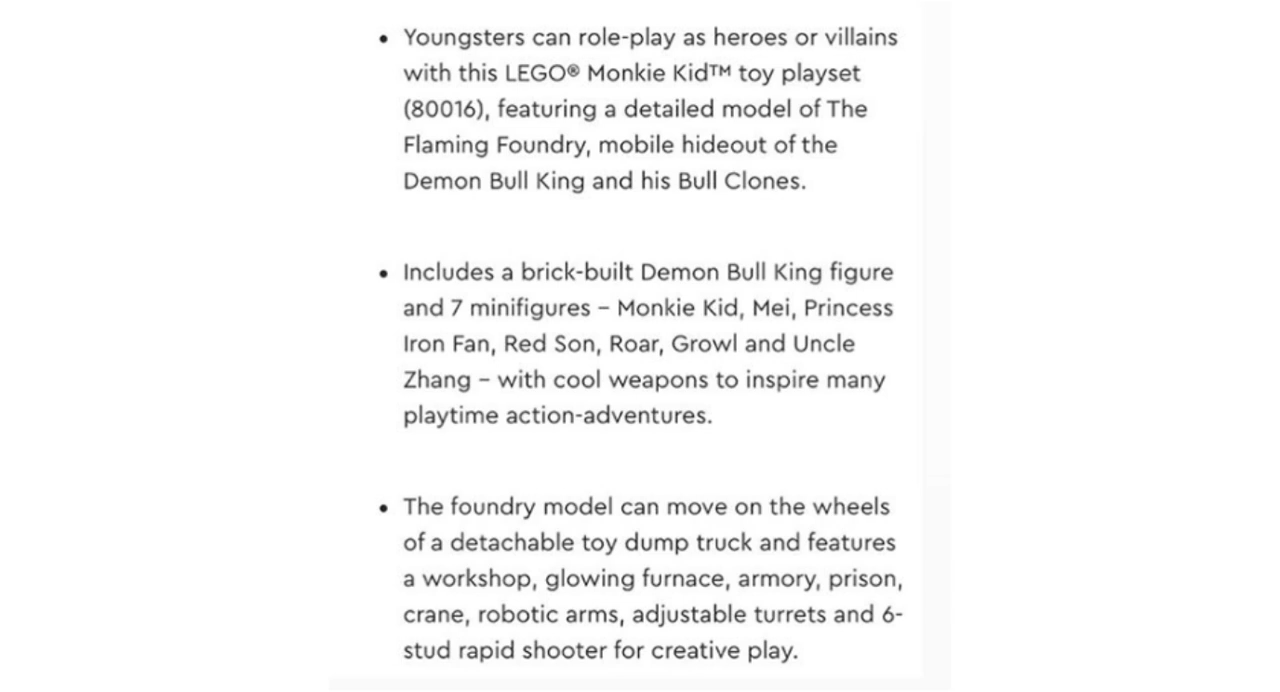 • Youngsters can role-play as heroes or villains
with this LEGO® Monkie Kid™ toy playset
(80016), featuring a detailed model of The
Flaming Foundry, mobile hideout of the
Demon Bull King and his Bull Clones.
• Includes a brick-built Demon Bull King figure
and 7 minifigures – Monkie Kid, Mei, Princess
Iron Fan, Red Son, Roar, Growl and Uncle
Zhang – with cool weapons to inspire many
playtime action-adventures.
• The foundry model can move on the wheels
of a detachable toy dump truck and features
a workshop, glowing furnace, armory, prison,
crane, robotic arms, adjustable turrets and 6-
stud rapid shooter for creative play.